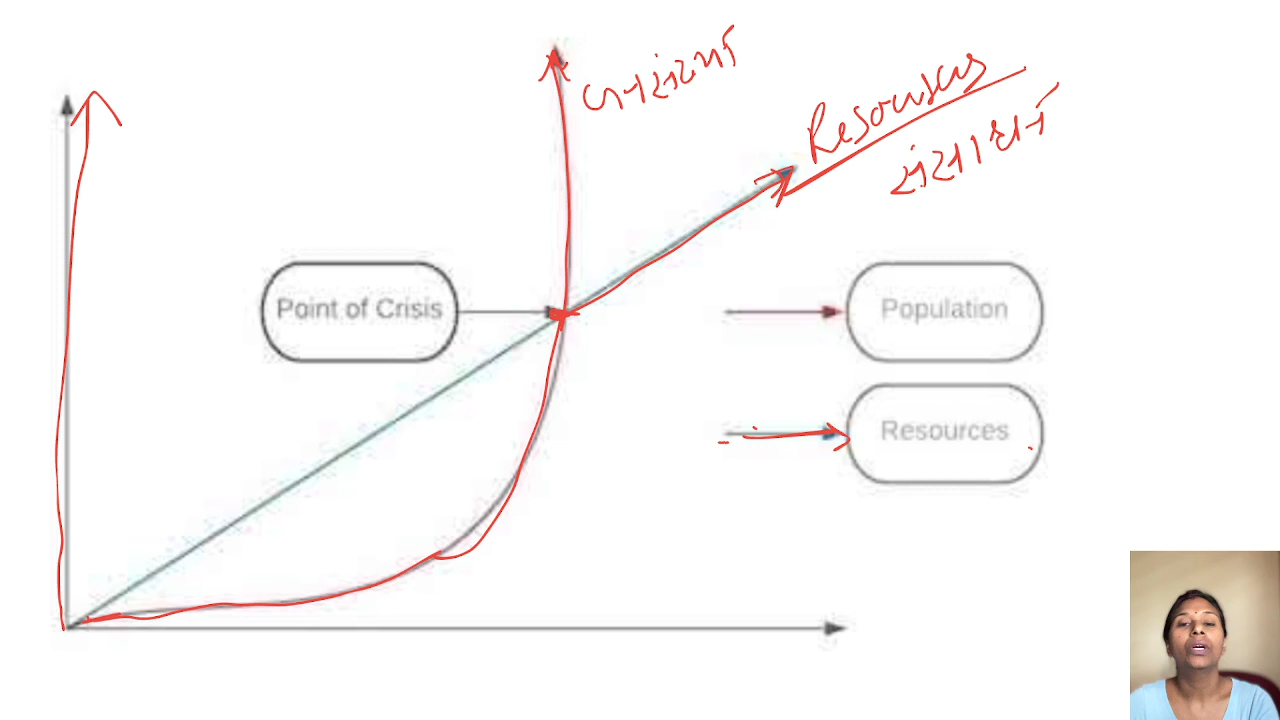 Resources
Point of Crisis
Population
Resources